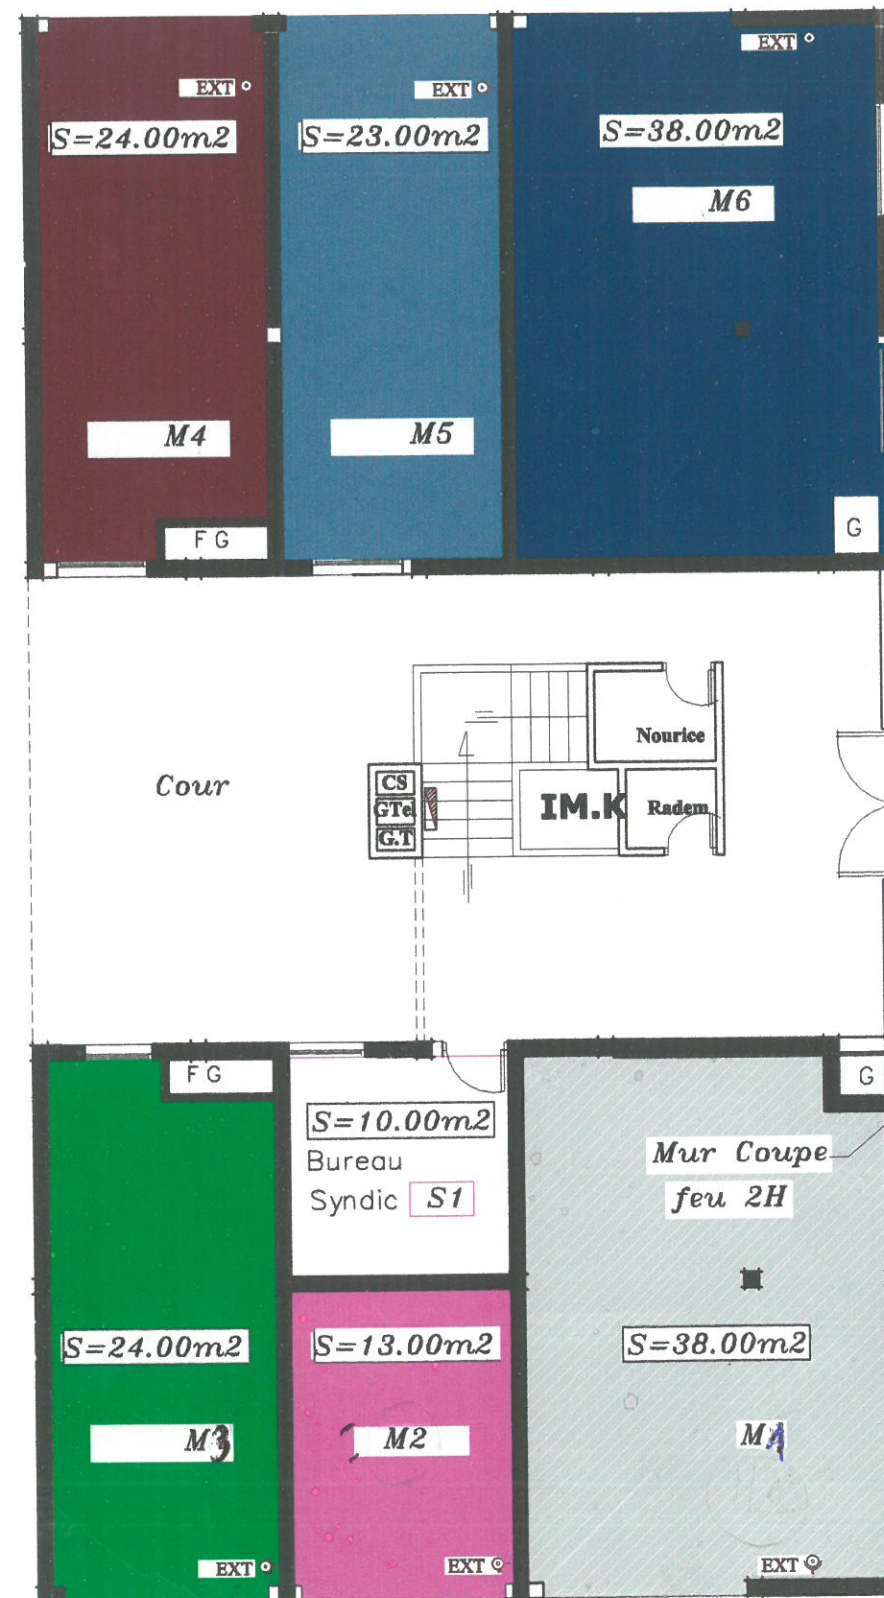 EXT
EXT
EXT
S=24.00m2
S=23.00m2
S=38.00m2
M6
M4
M5
F G
G
Nourice
Cour
CS
GTel
G.T
IM.K
Radem
F G
G
S=10.00m2
Bureau
Syndic S1
Mur Coupe
feu 2H
S=24.00m2
S=13.00m2
S=38.00m2
M3
M2
M1
EXT
EXT
EXT